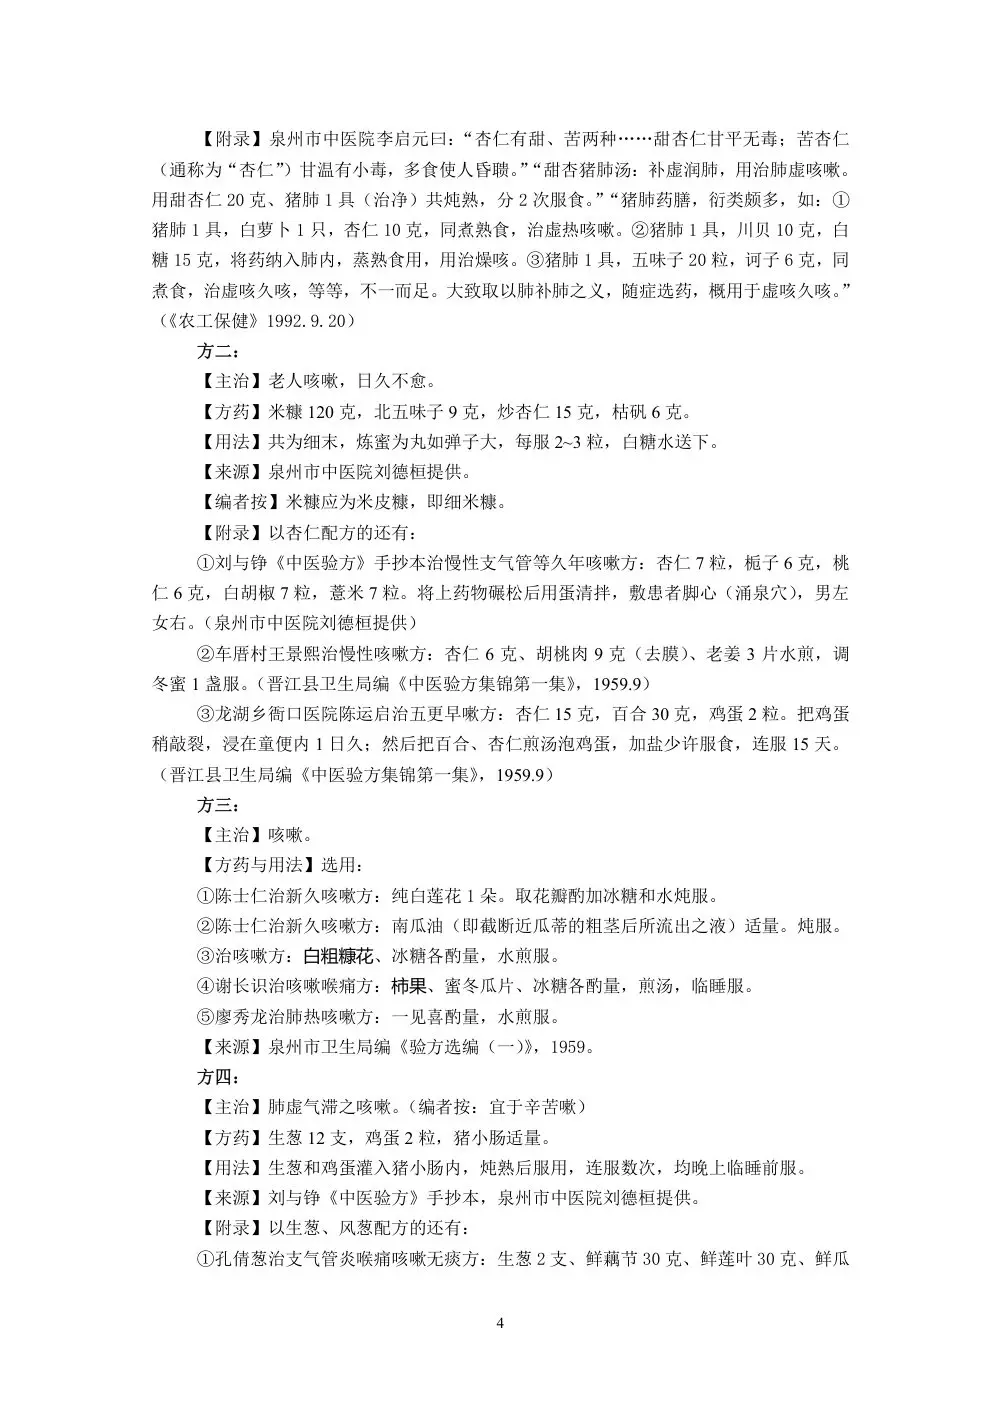 【附录】泉州市中医院李启元曰：“杏仁有甜、苦两种……甜杏仁甘平无毒；苦杏仁
（通称为“杏仁”）甘温有小毒，多食使人昏聩。”“甜杏猪肺汤：补虚润肺，用治肺虚咳嗽。
用甜杏仁 20 克、猪肺 1 具（治净）共炖熟，分 2 次服食。”“猪肺药膳，衍类颇多，如：①
猪肺 1 具，白萝卜 1 只，杏仁 10 克，同煮熟食，治虚热咳嗽。②猪肺 1 具，川贝 10 克，白
糖 15 克，将药纳入肺内，蒸熟食用，用治燥咳。③猪肺 1 具，五味子 20 粒，诃子 6 克，同
煮食，治虚咳久咳，等等，不一而足。大致取以肺补肺之义，随症选药，概用于虚咳久咳。”
（《农工保健》1992.9.20）
方二：
【主治】老人咳嗽，日久不愈。
【方药】米糠 120 克，北五味子 9 克，炒杏仁 15 克，枯矾 6 克。
【用法】共为细末，炼蜜为丸如弹子大，每服 2~3 粒，白糖水送下。
【来源】泉州市中医院刘德桓提供。
【编者按】米糠应为米皮糠，即细米糠。
【附录】以杏仁配方的还有：
①刘与铮《中医验方》手抄本治慢性支气管等久年咳嗽方：杏仁 7 粒，栀子 6 克，桃
仁 6 克，白胡椒 7 粒，薏米 7 粒。将上药物碾松后用蛋清拌，敷患者脚心（涌泉穴），男左
女右。（泉州市中医院刘德桓提供）
②车厝村王景熙治慢性咳嗽方：杏仁 6 克、胡桃肉 9 克（去膜）、老姜 3 片水煎，调
冬蜜 1 盏服。（晋江县卫生局编《中医验方集锦第一集》，1959.9）
③龙湖乡衙口医院陈运启治五更早嗽方：杏仁 15 克，百合 30 克，鸡蛋 2 粒。把鸡蛋
稍敲裂，浸在童便内 1 日久；然后把百合、杏仁煎汤泡鸡蛋，加盐少许服食，连服 15 天。
（晋江县卫生局编《中医验方集锦第一集》，1959.9）
方三：
【主治】咳嗽。
【方药与用法】选用：
①陈士仁治新久咳嗽方：纯白莲花 1 朵。取花瓣酌加冰糖和水炖服。
②陈士仁治新久咳嗽方：南瓜油（即截断近瓜蒂的粗茎后所流出之液）适量。炖服。
③治咳嗽方：白粗糠花、冰糖各酌量，水煎服。
④谢长识治咳嗽喉痛方：柿果、蜜冬瓜片、冰糖各酌量，煎汤，临睡服。
⑤廖秀龙治肺热咳嗽方：一见喜酌量，水煎服。
【来源】泉州市卫生局编《验方选编（一）》，1959。
方四：
【主治】肺虚气滞之咳嗽。（编者按：宜于辛苦嗽）
【方药】生葱 12 支，鸡蛋 2 粒，猪小肠适量。
【用法】生葱和鸡蛋灌入猪小肠内，炖熟后服用，连服数次，均晚上临睡前服。
【来源】刘与铮《中医验方》手抄本，泉州市中医院刘德桓提供。
【附录】以生葱、风葱配方的还有：
①孔倩葱治支气管炎喉痛咳嗽无痰方：生葱 2 支、鲜藕节 30 克、鲜莲叶 30 克、鲜瓜
4